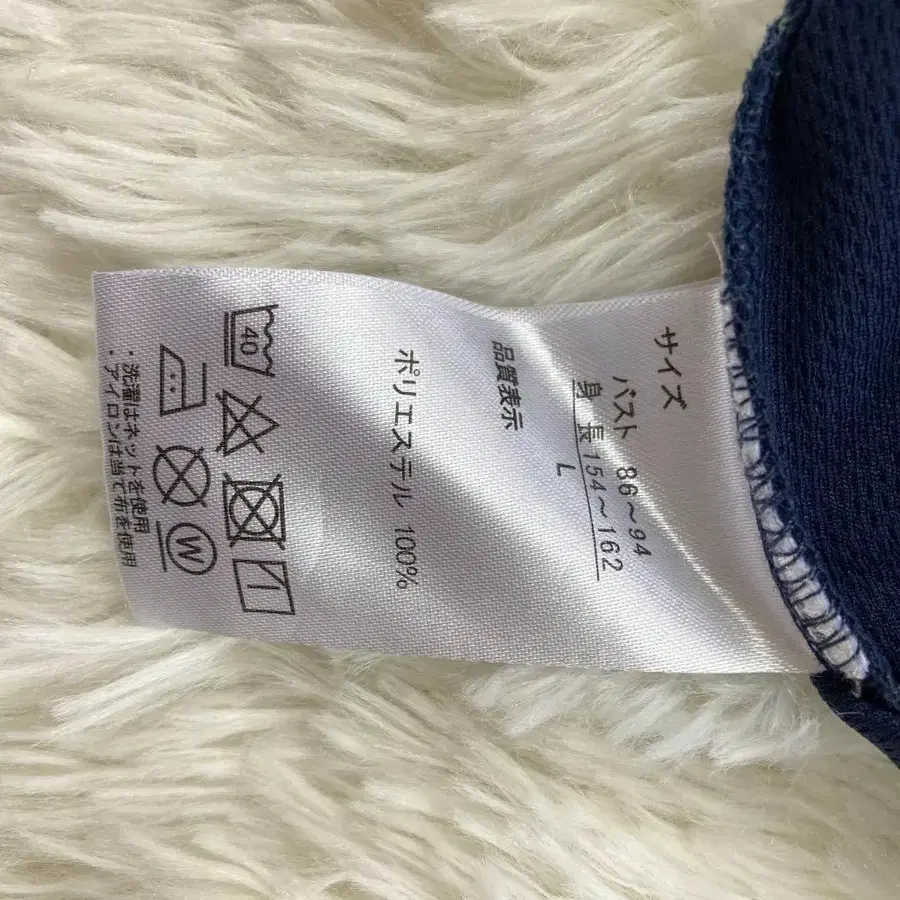 サイズ
バスト 86～94
身長 154～162
L
品質表示
ポリエステル 100%
40
W
・洗濯はネットを使用
・アイロンは当て布を使用